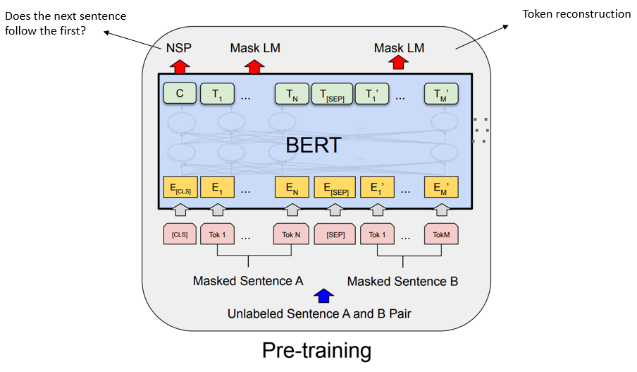 Does the next sentence
follow the first?
Token reconstruction
NSP
Mask LM
Mask LM
C
T1
...
TN
T[SEP]
T1'
...
TM'
BERT
E[CLS]
E1
...
EN
E[SEP]
E1'
...
EM'
[CLS]
Tok 1
...
Tok N
[SEP]
Tok 1
...
TokM
Masked Sentence A
Masked Sentence B
Unlabeled Sentence A and B Pair
Pre-training